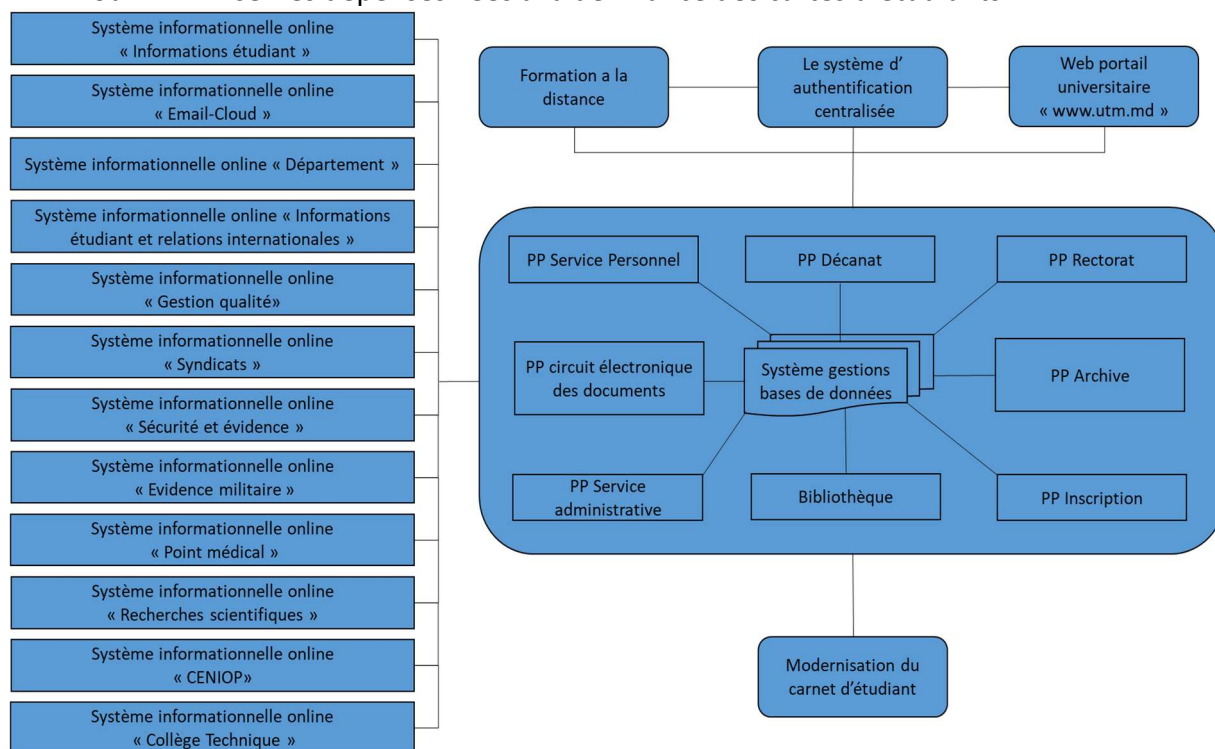 Système informationnelle online
« Informations étudiant »
Système informationnelle online
« Email-Cloud »
Système informationnelle online « Département »
Système informationnelle online « Informations
étudiant et relations internationales »
Système informationnelle online
« Gestion qualité»
Système informationnelle online
« Syndicats »
Système informationnelle online
« Sécurité et évidence »
Système informationnelle online
« Evidence militaire »
Système informationnelle online
« Point médical »
Système informationnelle online
« Recherches scientifiques »
Système informationnelle online
« CENIOP»
Système informationnelle online
« Collège Technique »
Formation a la
distance
Le système d’
authentification
centralisée
Web portail
universitaire
« www.utm.md »
PP Service Personnel
PP Décanat
PP Rectorat
PP circuit électronique
des documents
Système gestions
bases de données
PP Archive
PP Service
administrative
Bibliothèque
PP Inscription
Modernisation du
carnet d’étudiant